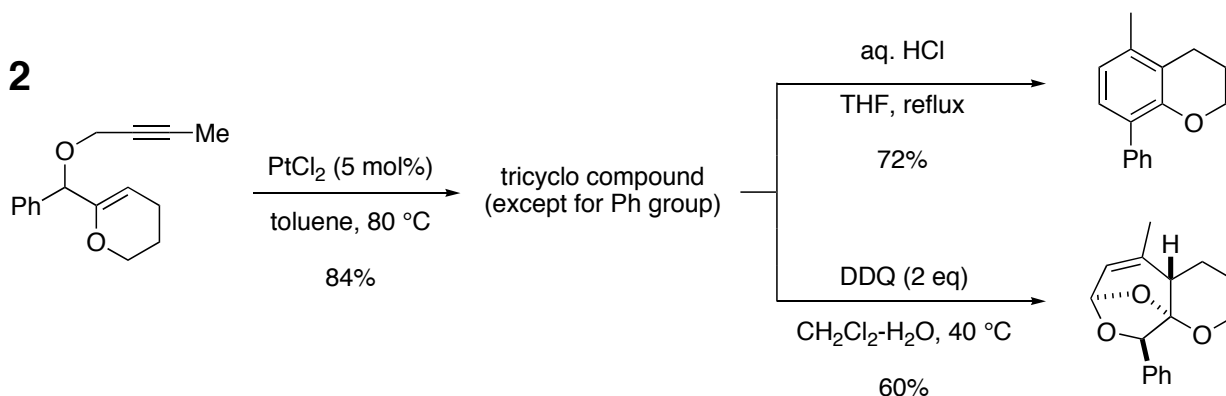 2
O
Me
Ph
O
PtCl2 (5 mol%)
toluene, 80 °C
84%
tricyclo compound
(except for Ph group)
aq. HCl
THF, reflux
72%
O
Ph
DDQ (2 eq)
CH2Cl2-H2O, 40 °C
60%
H
O
O
O
Ph